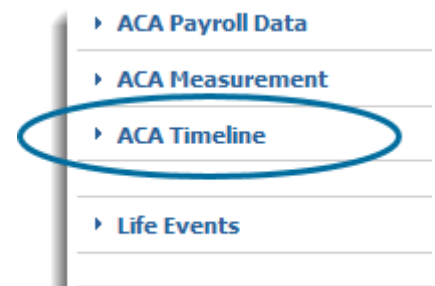 ACA Payroll Data
ACA Measurement
ACA Timeline
Life Events